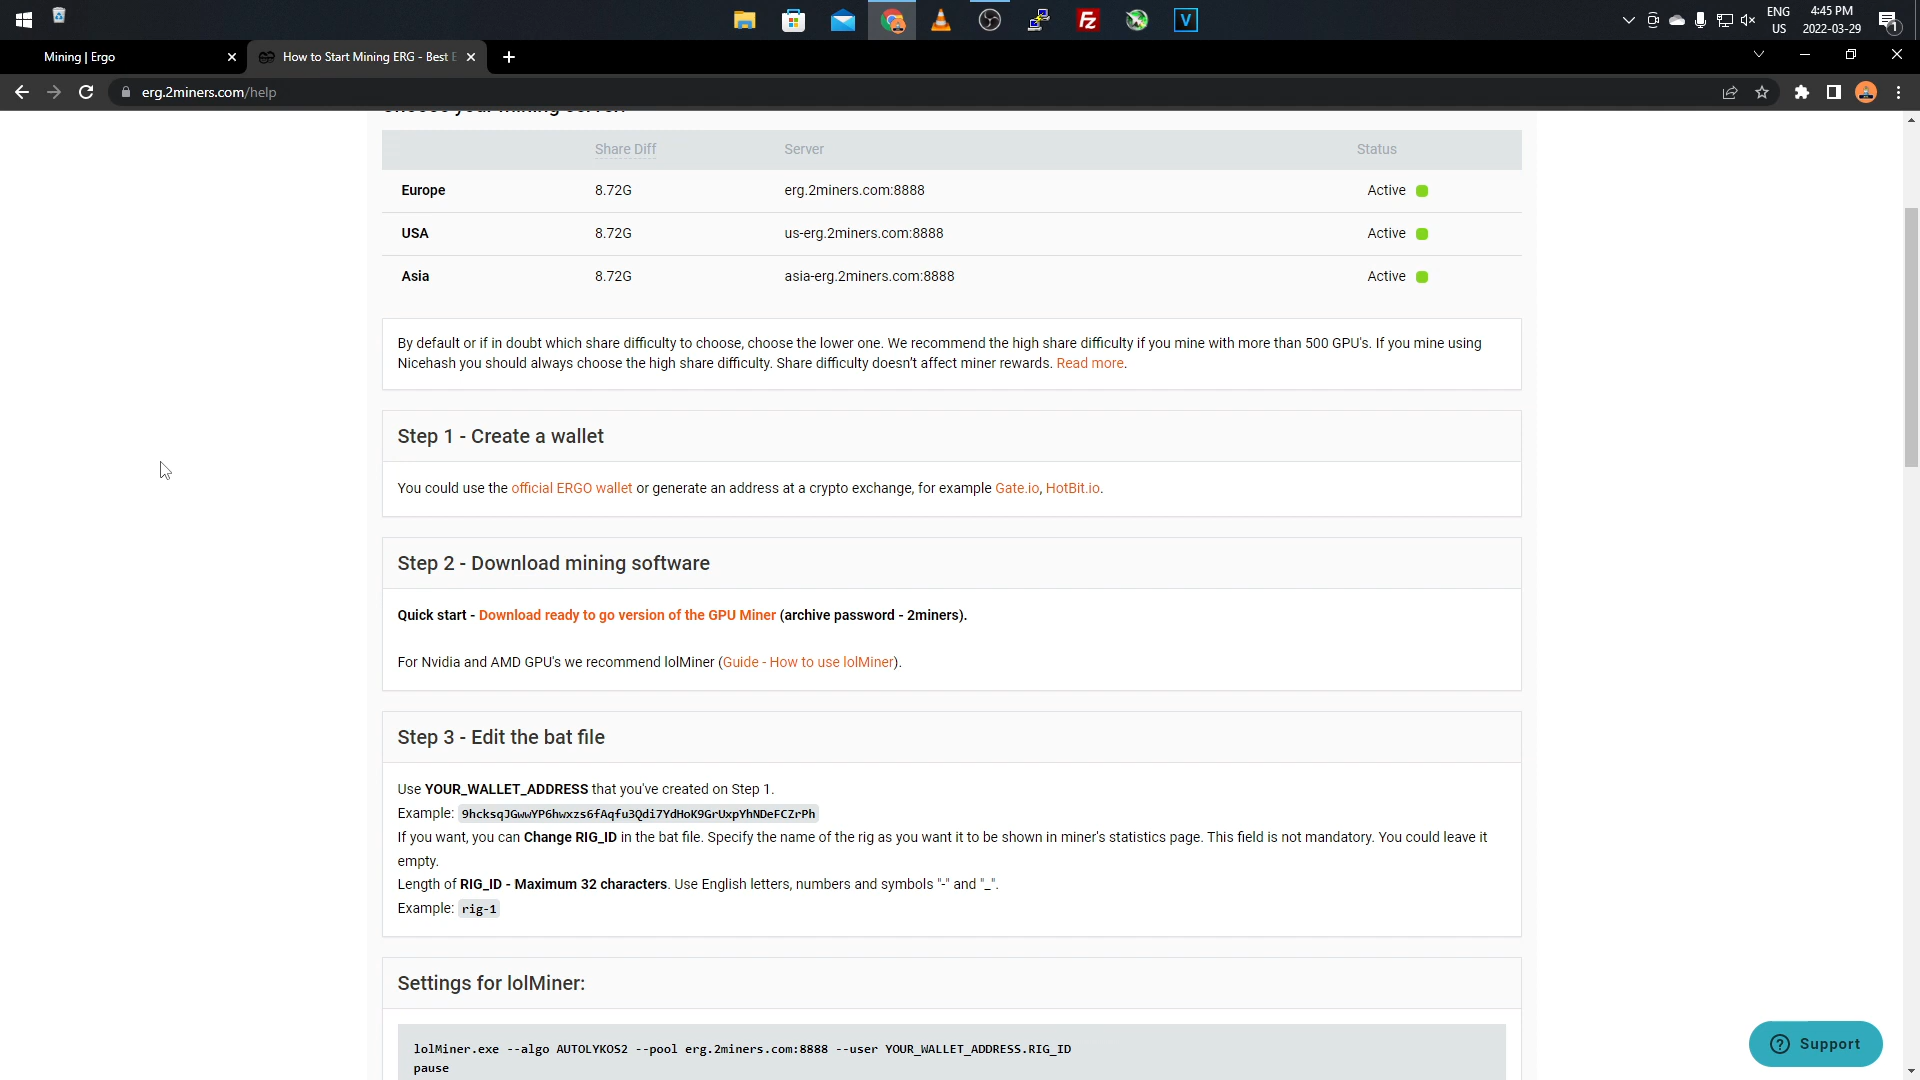 ENG
US
4:45 PM
2022-03-29
1
Mining | Ergo
How to Start Mining ERG - Best E
erg.2miners.com/help
Share Diff Server Status
Europe 8.72G erg.2miners.com:8888 Active
USA 8.72G us-erg.2miners.com:8888 Active
Asia 8.72G asia-erg.2miners.com:8888 Active
By default or if in doubt which share difficulty to choose, choose the lower one. We recommend the high share difficulty if you mine with more than 500 GPU's. If you mine using
Nicehash you should always choose the high share difficulty. Share difficulty doesn't affect miner rewards. Read more.
Step 1 - Create a wallet
You could use the official ERGO wallet or generate an address at a crypto exchange, for example Gate.io, HotBit.io.
Step 2 - Download mining software
Quick start - Download ready to go version of the GPU Miner (archive password - 2miners).
For Nvidia and AMD GPU's we recommend lolMiner (Guide - How to use lolMiner).
Step 3 - Edit the bat file
Use YOUR_WALLET_ADDRESS that you've created on Step 1.
Example: 9hcksqJGwwYP6hwxzs6fAqfu3Qdi7YdHoK9GrUxpYhNDeFCZrPh
If you want, you can Change RIG_ID in the bat file. Specify the name of the rig as you want it to be shown in miner's statistics page. This field is not mandatory. You could leave it
empty.
Length of RIG_ID - Maximum 32 characters. Use English letters, numbers and symbols "-" and "_".
Example: rig-1
Settings for lolMiner:
lolMiner.exe --algo AUTOLYKOS2 --pool erg.2miners.com:8888 --user YOUR_WALLET_ADDRESS.RIG_ID
pause
Support